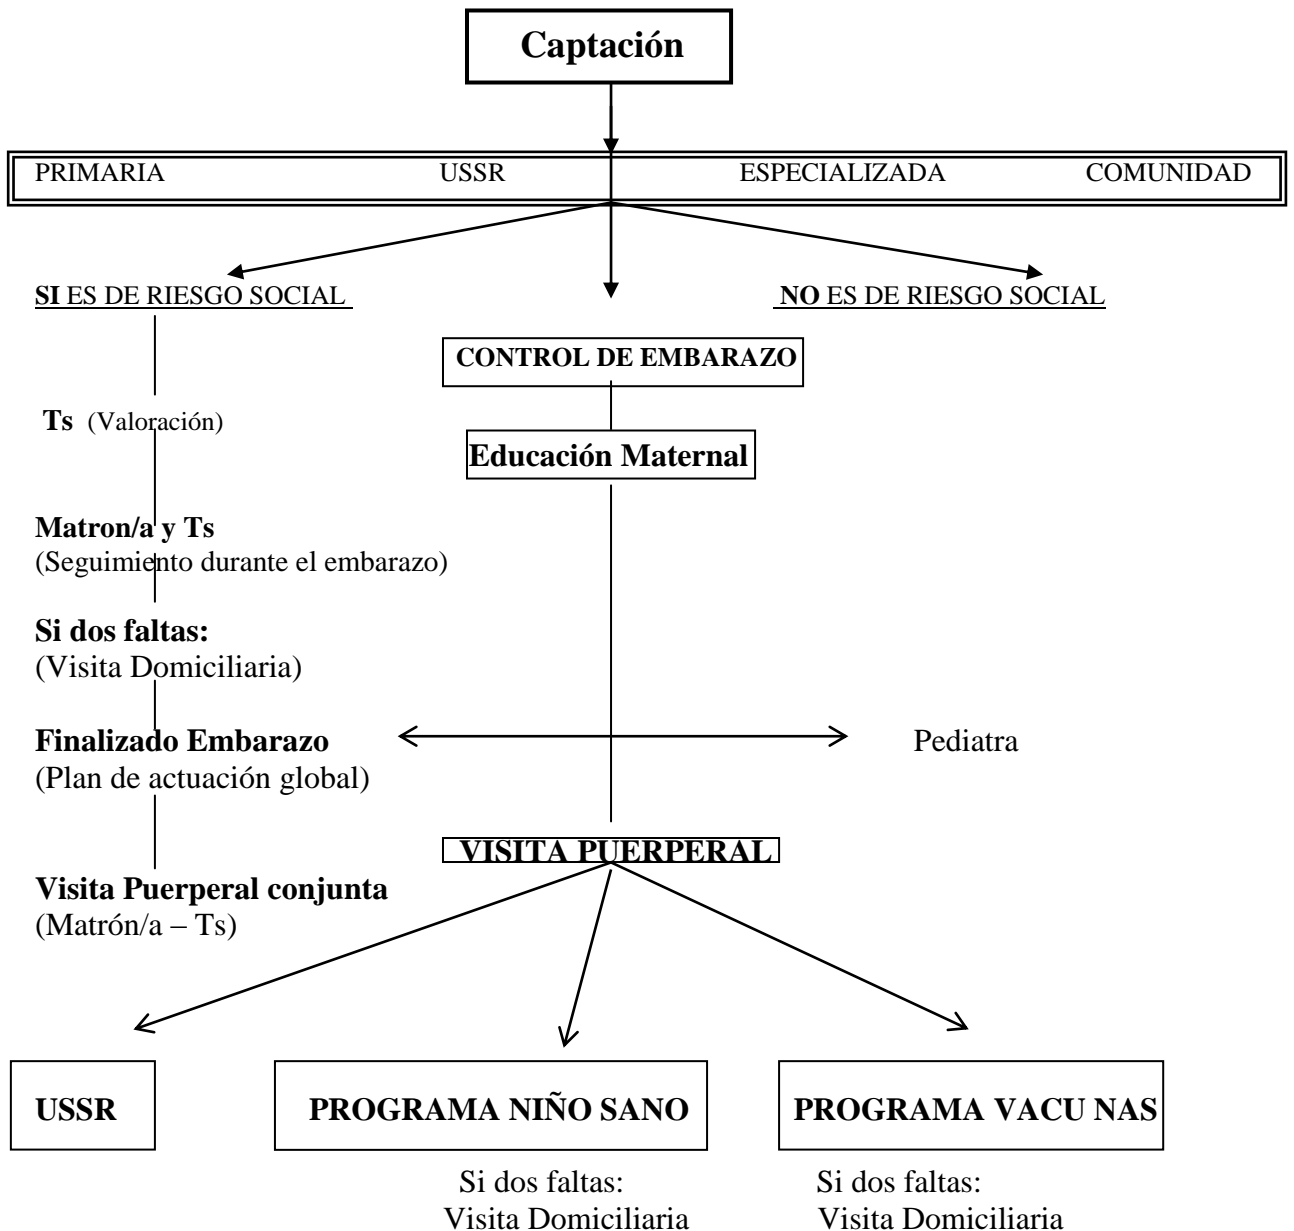 Captación
PRIMARIA USSR ESPECIALIZADA COMUNIDAD
SI ES DE RIESGO SOCIAL NO ES DE RIESGO SOCIAL
CONTROL DE EMBARAZO
Ts (Valoración)
Educación Maternal
Matron/a y Ts
(Seguimiento durante el embarazo)
Si dos faltas:
(Visita Domiciliaria)
Finalizado Embarazo Pediatra
(Plan de actuación global)
VISITA PUERPERAL
Visita Puerperal conjunta
(Matrón/a – Ts)
USSR PROGRAMA NIÑO SANO PROGRAMA VACU NAS
Si dos faltas: Si dos faltas:
Visita Domiciliaria Visita Domiciliaria